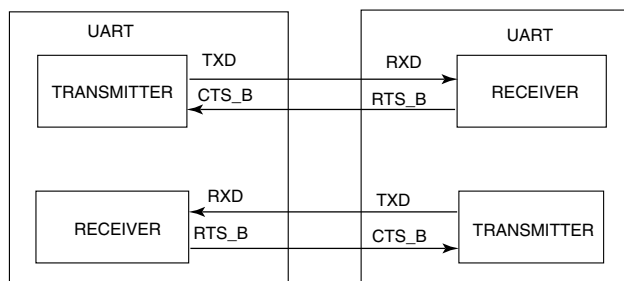 UART UART
TXD RXD
TRANSMITTER CTS_B RTS_B RECEIVER
RXD TXD
RECEIVER RTS_B CTS_B TRANSMITTER